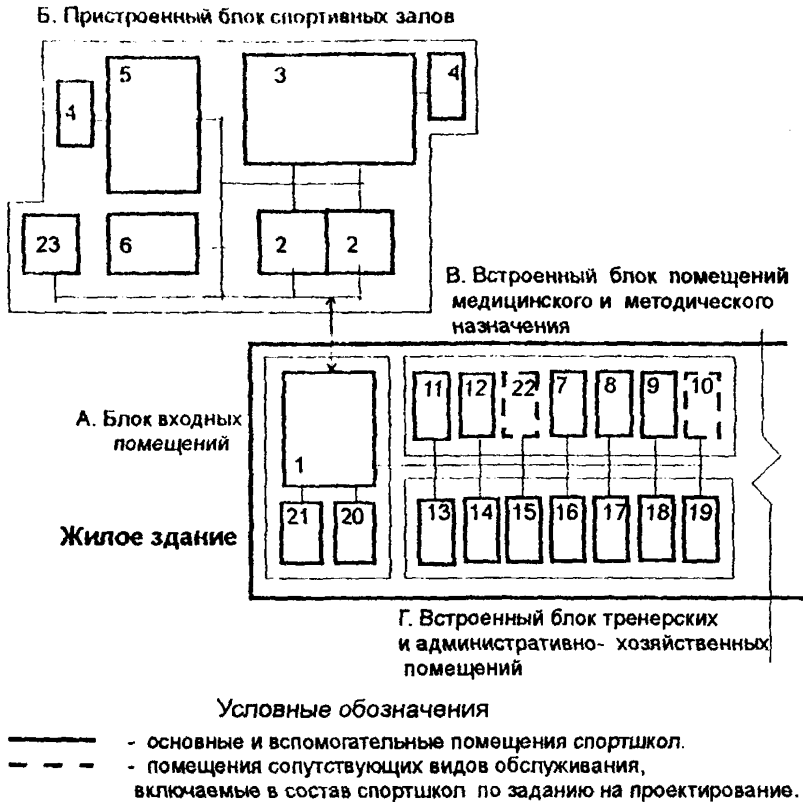 Б. Пристроенный блок спортивных залов
5
3
4
4
23
6
2
2
В. Встроенный блок помещений
медицинского и методического
назначения
А. Блок входных
помещений
1
11
12
22
7
8
9
10
21
20
13
14
15
16
17
18
19
Жилое здание
Г. Встроенный блок тренерских
и административно- хозяйственных
помещений
Условные обозначения
- основные и вспомогательные помещения спортшкол.
- помещения сопутствующих видов обслуживания,
включаемые в состав спортшкол по заданию на проектирование.